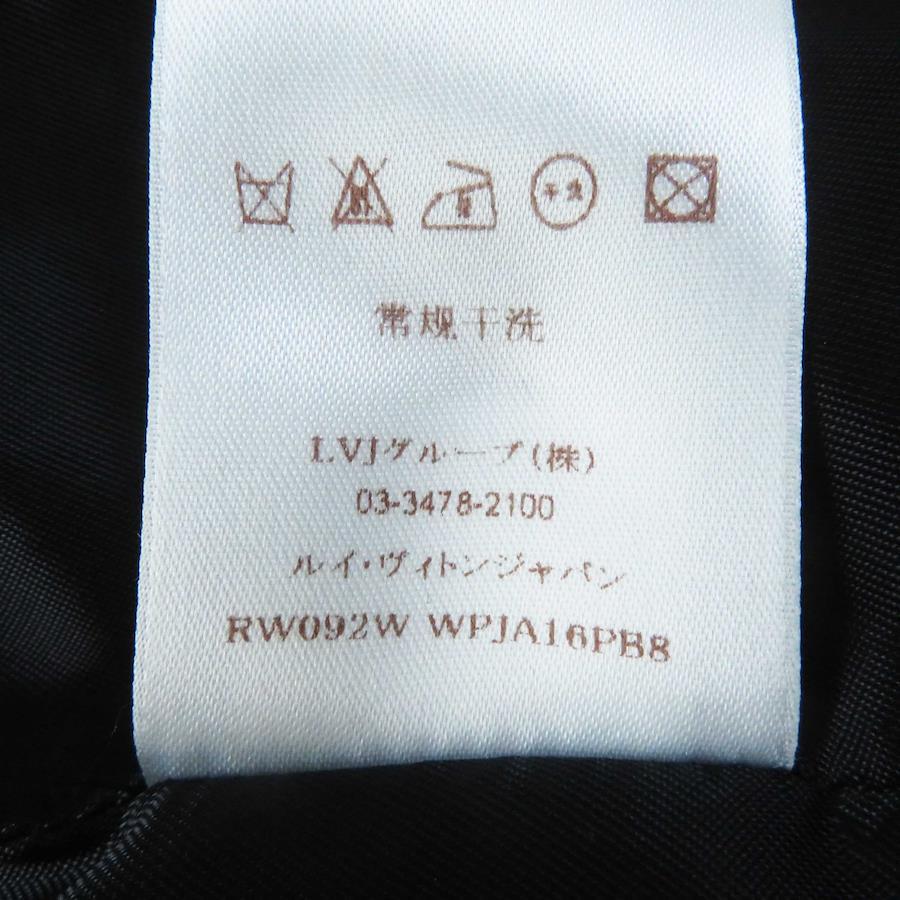 常规干洗
LVJグループ(株)
03-3478-2100
ルイ・ヴィトンジャパン
RW092W WPJA16PB8